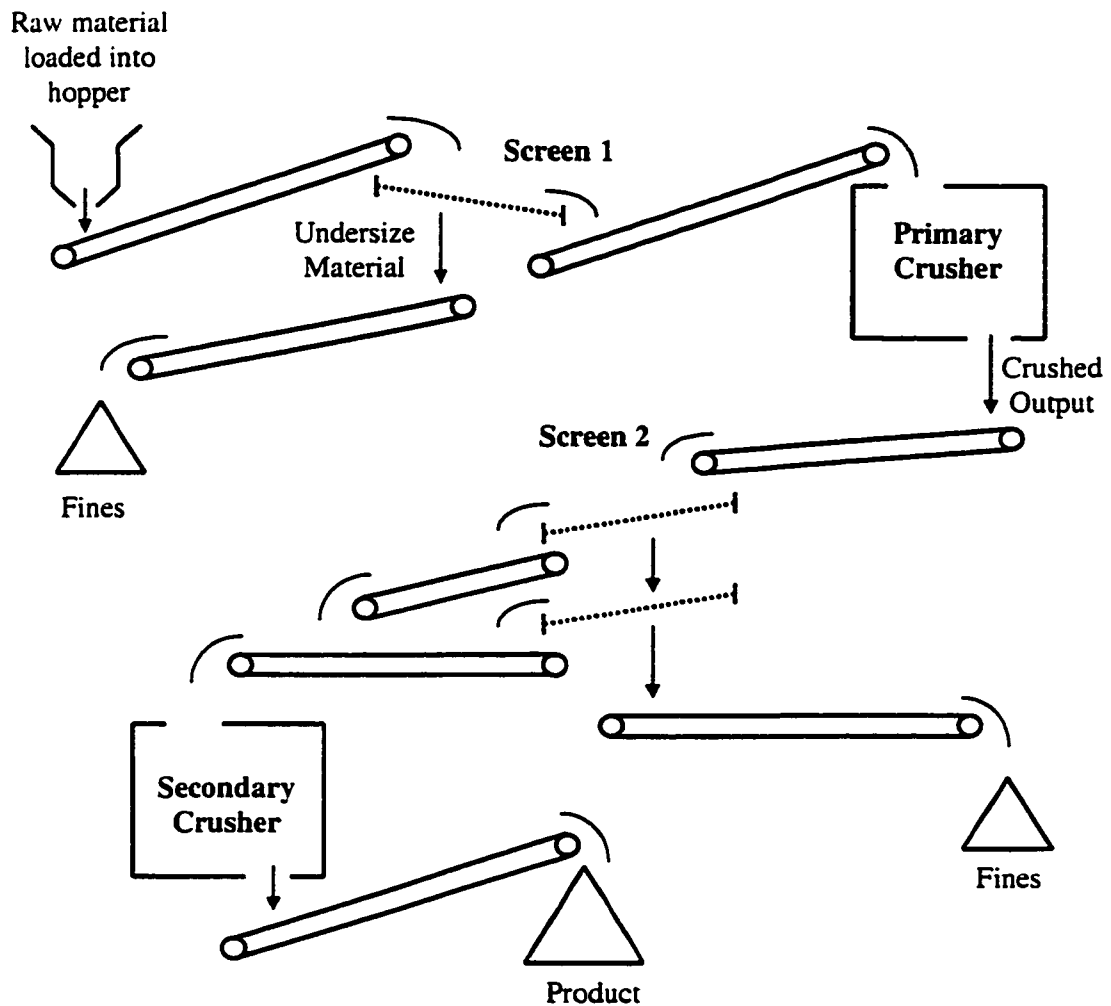 Raw material
loaded into
hopper
Screen 1
Undersize
Material
Primary
Crusher
Crushed
Output
Screen 2
Fines
Secondary
Crusher
Fines
Product